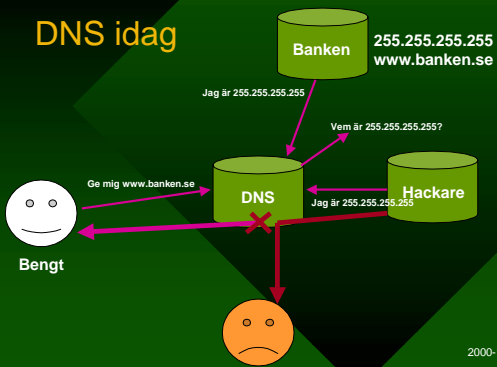 DNS idag
Banken
255.255.255.255
www.banken.se
Jag är 255.255.255.255
Vem är 255.255.255.255?
Ge mig www.banken.se
DNS
Jag är 255.255.255.255
Hackare
Bengt
2000-